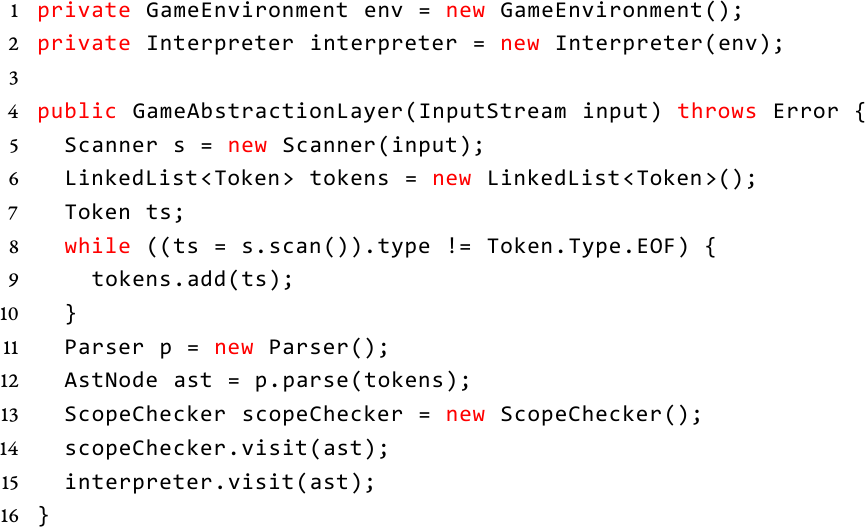 1 private GameEnvironment env = new GameEnvironment();
2 private Interpreter interpreter = new Interpreter(env);
3
4 public GameAbstractionLayer(InputStream input) throws Error {
5   Scanner s = new Scanner(input);
6   LinkedList<Token> tokens = new LinkedList<Token>();
7   Token ts;
8   while ((ts = s.scan()).type != Token.Type.EOF) {
9     tokens.add(ts);
10   }
11   Parser p = new Parser();
12   AstNode ast = p.parse(tokens);
13   ScopeChecker scopeChecker = new ScopeChecker();
14   scopeChecker.visit(ast);
15   interpreter.visit(ast);
16 }